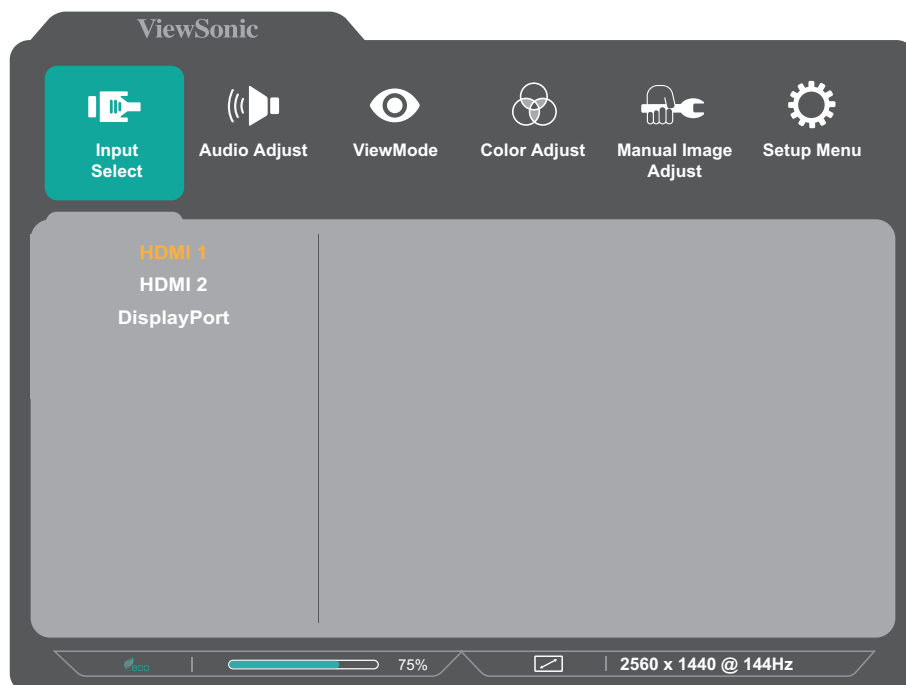 ViewSonic
Input Select
Audio Adjust
ViewMode
Color Adjust
Manual Image Adjust
Setup Menu
HDMI 1
HDMI 2
DisplayPort
eco
75%
2560 x 1440 @ 144Hz